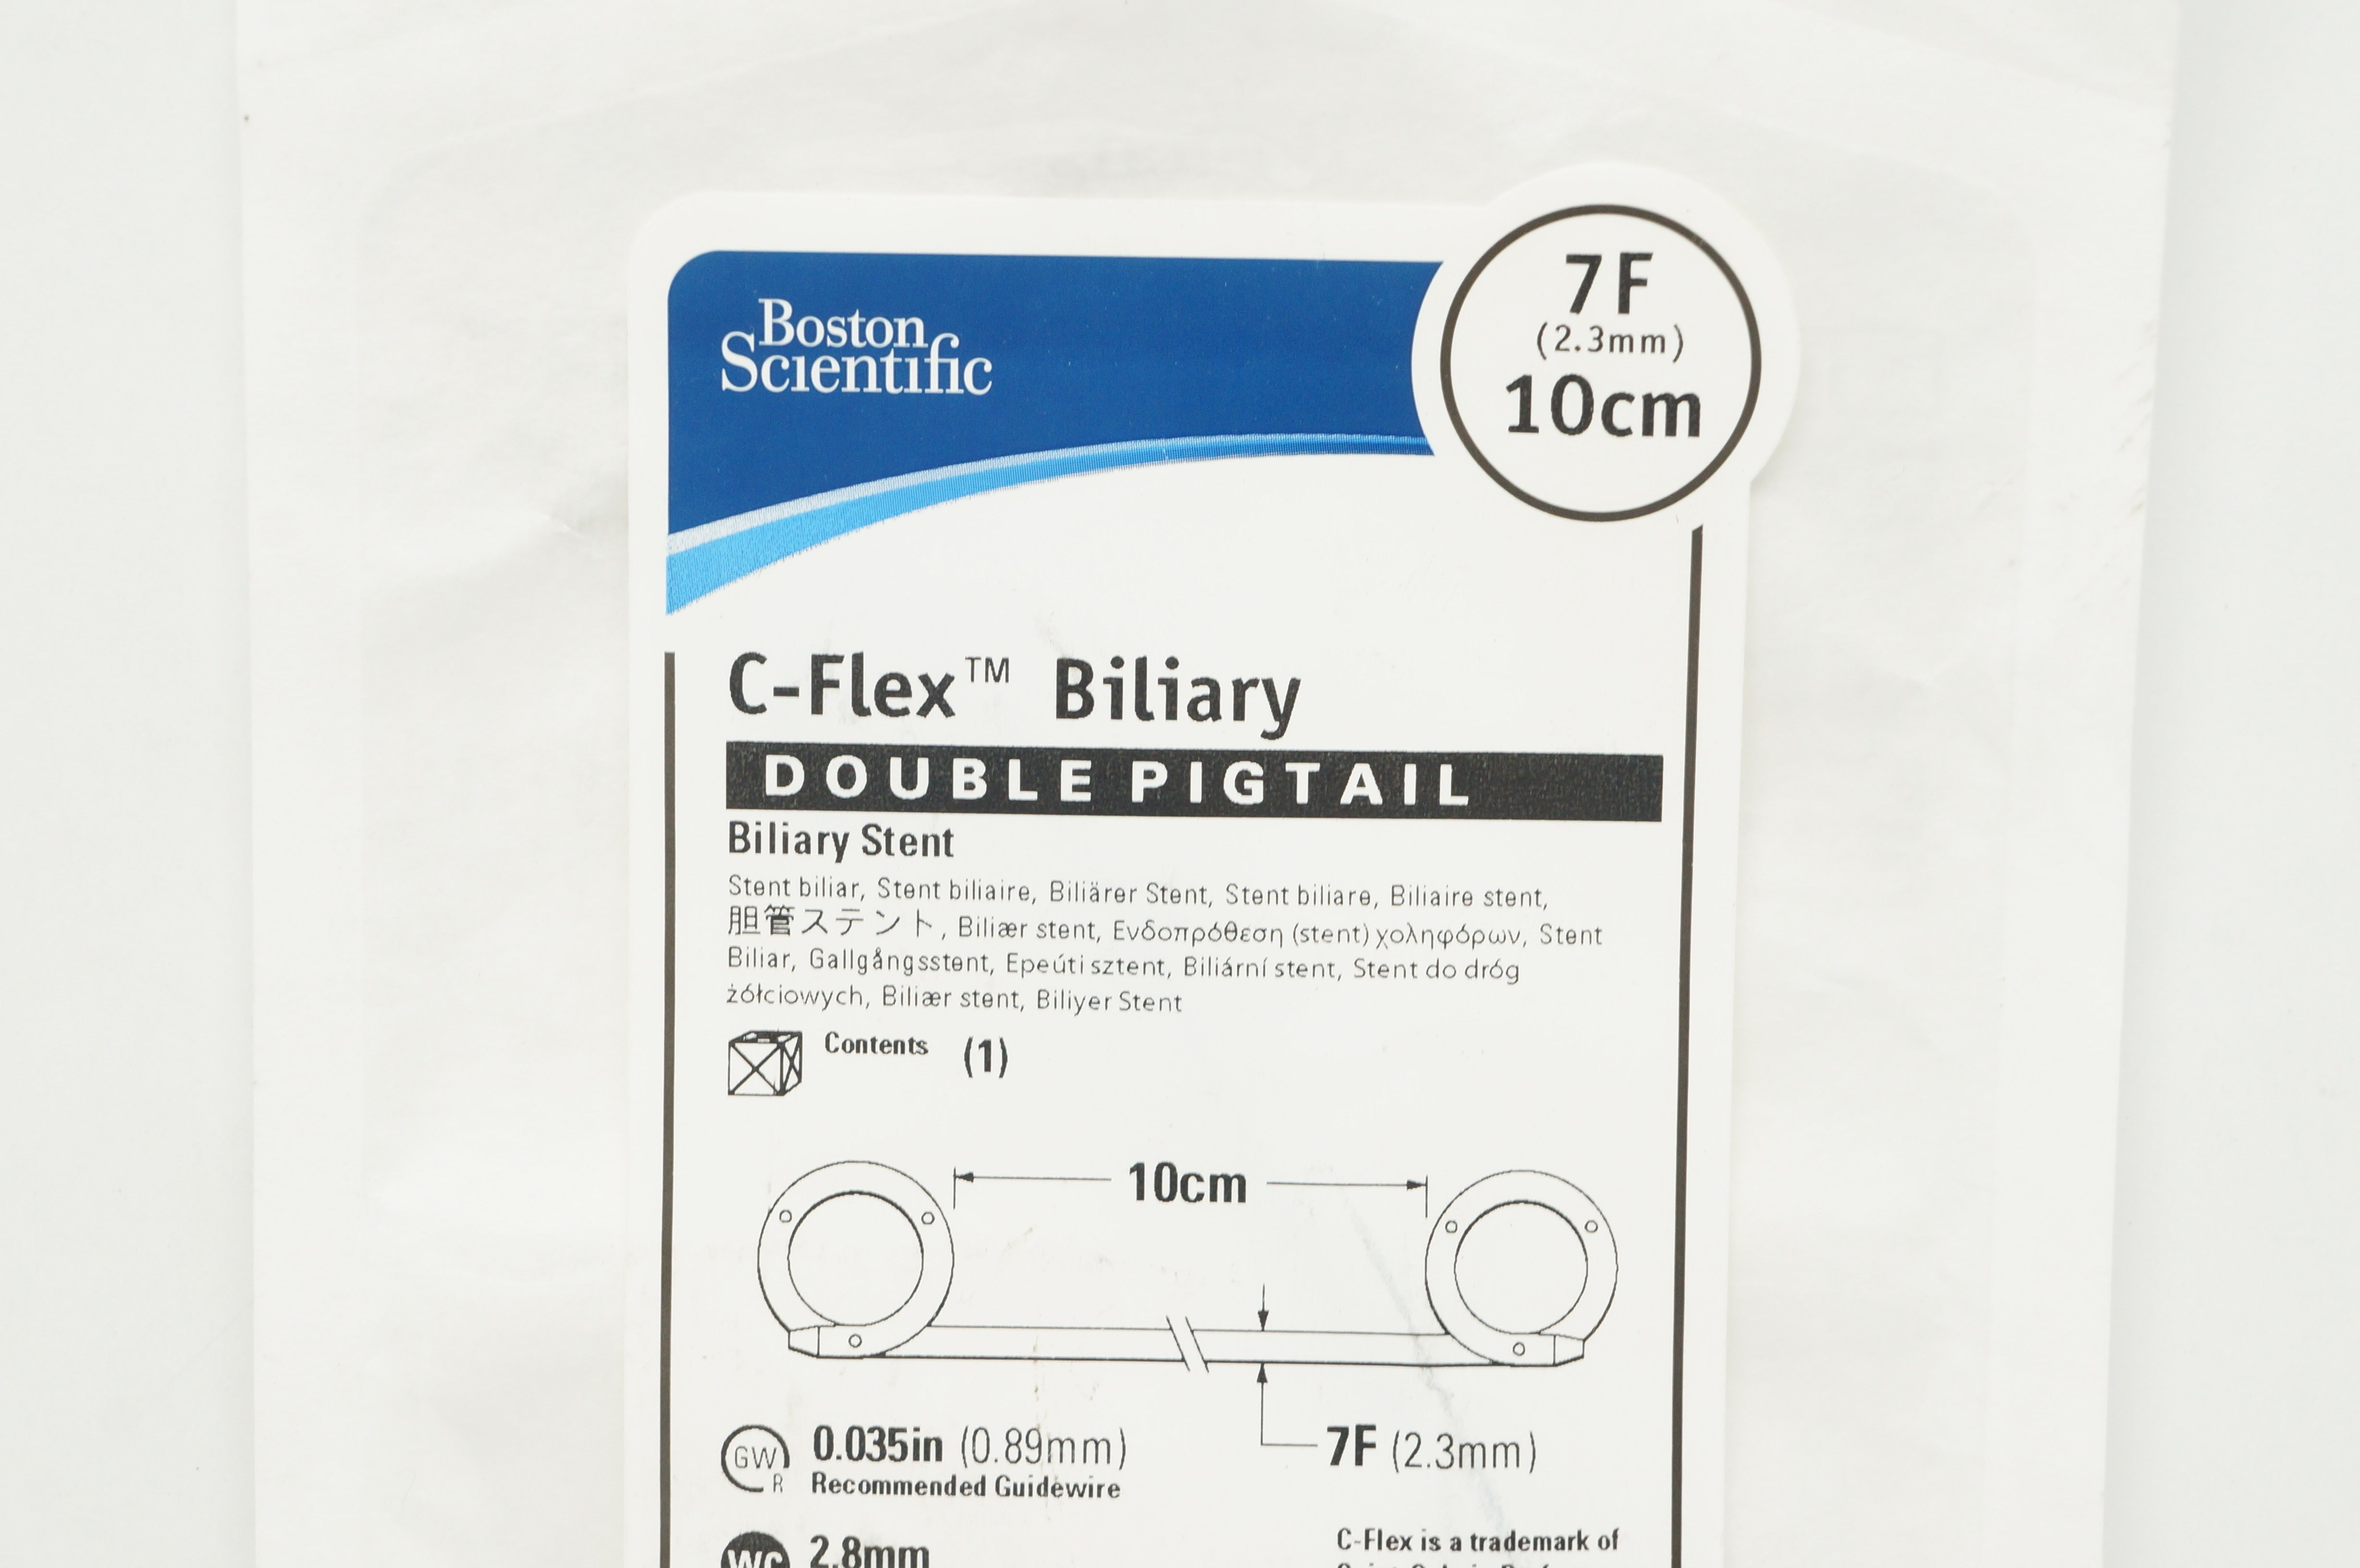 Boston
Scientific
7F
(2.3mm)
10cm
C-Flex™ Biliary
DOUBLE PIGTAIL
Biliary Stent
Stent biliar, Stent biliaire, Biliärer Stent, Stent biliare, Biliaire stent,
胆管ステント, Biliær stent, Ενδοπρόθεση (stent) χοληφόρων, Stent
Biliar, Gallgångsstent, Epeúti sztent, Biliární stent, Stent do dróg
żółciowych, Biliær stent, Biliyer Stent
Contents (1)
10cm
GW
R
0.035in (0.89mm)
Recommended Guidewire
7F (2.3mm)
WC
2.8mm
C-Flex is a trademark of